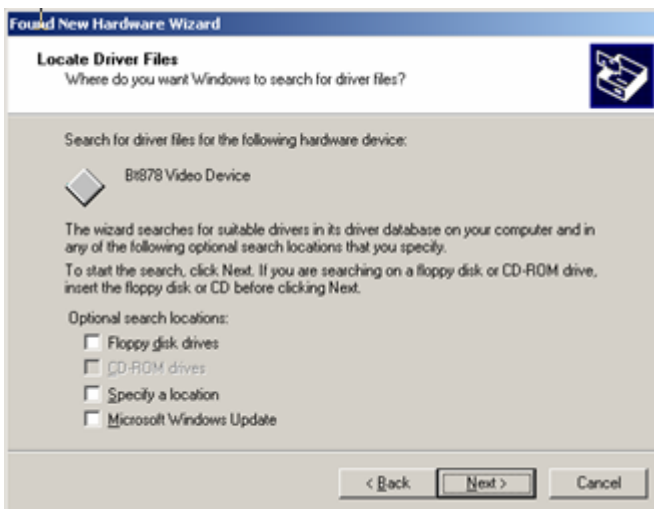 Found New Hardware Wizard
Locate Driver Files
Where do you want Windows to search for driver files?
Search for driver files for the following hardware device:
Bt878 Video Device
The wizard searches for suitable drivers in its driver database on your computer and in
any of the following optional search locations that you specify.
To start the search, click Next. If you are searching on a floppy disk or CD-ROM drive,
insert the floppy disk or CD before clicking Next.
Optional search locations:
Floppy disk drives
CD-ROM drives
Specify a location
Microsoft Windows Update
< Back Next > Cancel